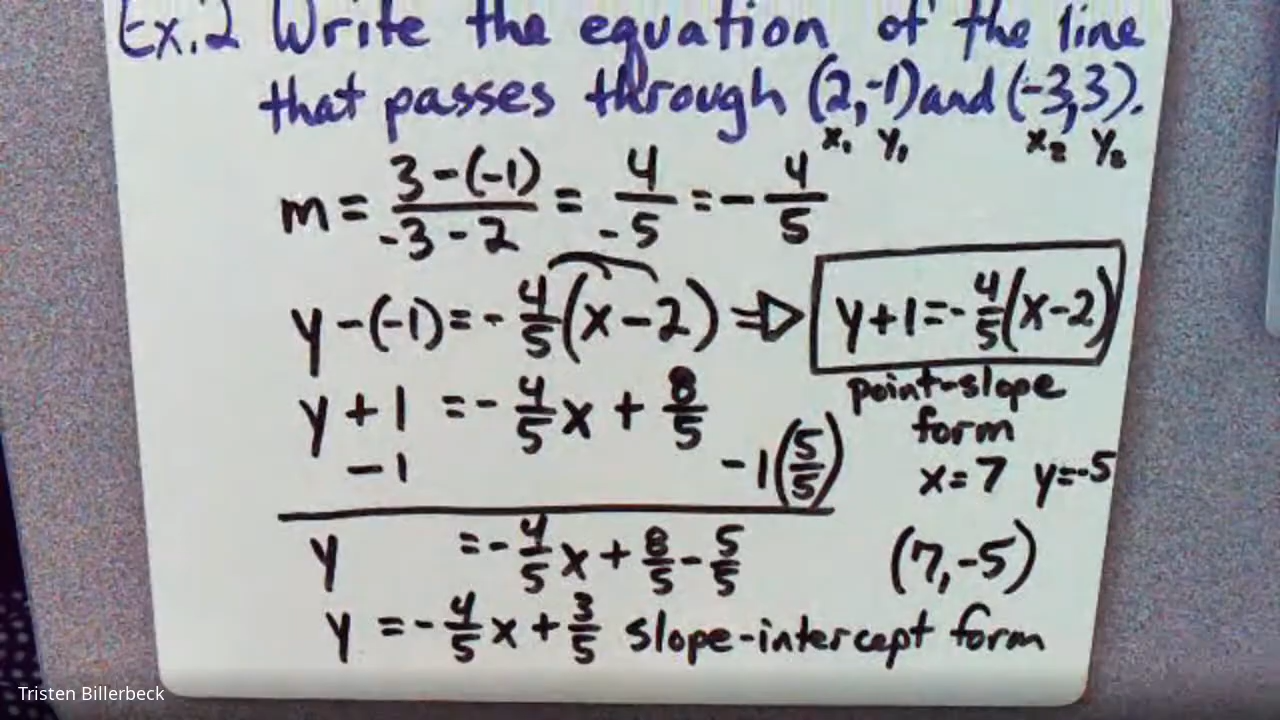 Ex.2 Write the equation of the line
that passes through (2,-1) and (-3,3).
x₁ y₁ x₂ y₂
m = 3-(-1)/-3-2 = 4/-5 = -4/5
y-(-1) = -4/5(x-2) ⇒ y+1=-4/5(x-2)
point-slope
form
y+1 = -4/5x + 8/5
-1 -1(5/5)
x=7 y=-5
y = -4/5x + 8/5 - 5/5
(7,-5)
y = -4/5x + 3/5 slope-intercept form
Tristen Billerbeck